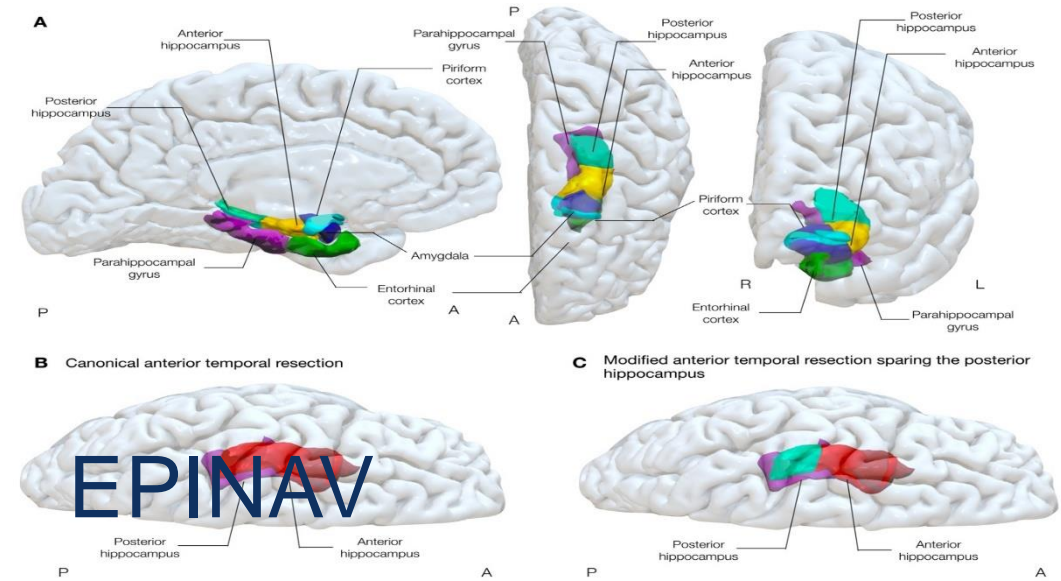 A
Anterior
hippocampus
Piriform
cortex
Posterior
hippocampus
Parahippocampal
gyrus
Amygdala
Entorhinal
cortex
P
A
P
Parahippocampal
gyrus
Posterior
hippocampus
Anterior
hippocampus
Piriform
cortex
A
Posterior
hippocampus
Anterior
hippocampus
R
L
Entorhinal
cortex
Parahippocampal
gyrus
B Canonical anterior temporal resection
EPINAV
Posterior
hippocampus
Anterior
hippocampus
P
A
C Modified anterior temporal resection sparing the posterior
hippocampus
Posterior
hippocampus
Anterior
hippocampus
P
A